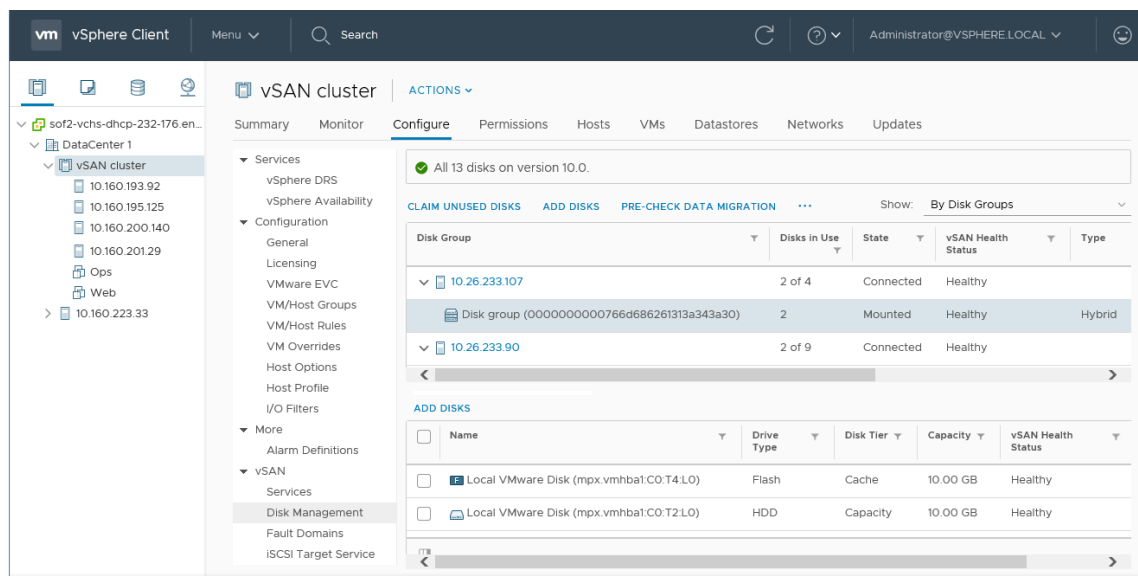 vm vSphere Client Menu Search Administrator@VSPHERE.LOCAL
sof2-vchs-dhcp-232-176.en...
DataCenter 1
vSAN cluster
10.160.193.92
10.160.195.125
10.160.200.140
10.160.201.29
Ops
Web
10.160.223.33
vSAN cluster ACTIONS
Summary Monitor Configure Permissions Hosts VMs Datastores Networks Updates
Services
vSphere DRS
vSphere Availability
Configuration
General
Licensing
VMware EVC
VM/Host Groups
VM/Host Rules
VM Overrides
Host Options
Host Profile
I/O Filters
More
Alarm Definitions
vSAN
Services
Disk Management
Fault Domains
iSCSI Target Service
All 13 disks on version 10.0.
CLAIM UNUSED DISKS ADD DISKS PRE-CHECK DATA MIGRATION ... Show: By Disk Groups
Disk Group Disks in Use State vSAN Health Status Type
10.26.233.107 2 of 4 Connected Healthy
Disk group (0000000000766d686261313a343a30) 2 Mounted Healthy Hybrid
10.26.233.90 2 of 9 Connected Healthy
ADD DISKS
Name Drive Type Disk Tier Capacity vSAN Health Status
F Local VMware Disk (mpx.vmhba1:C0:T4:L0) Flash Cache 10.00 GB Healthy
Local VMware Disk (mpx.vmhba1:C0:T2:L0) HDD Capacity 10.00 GB Healthy